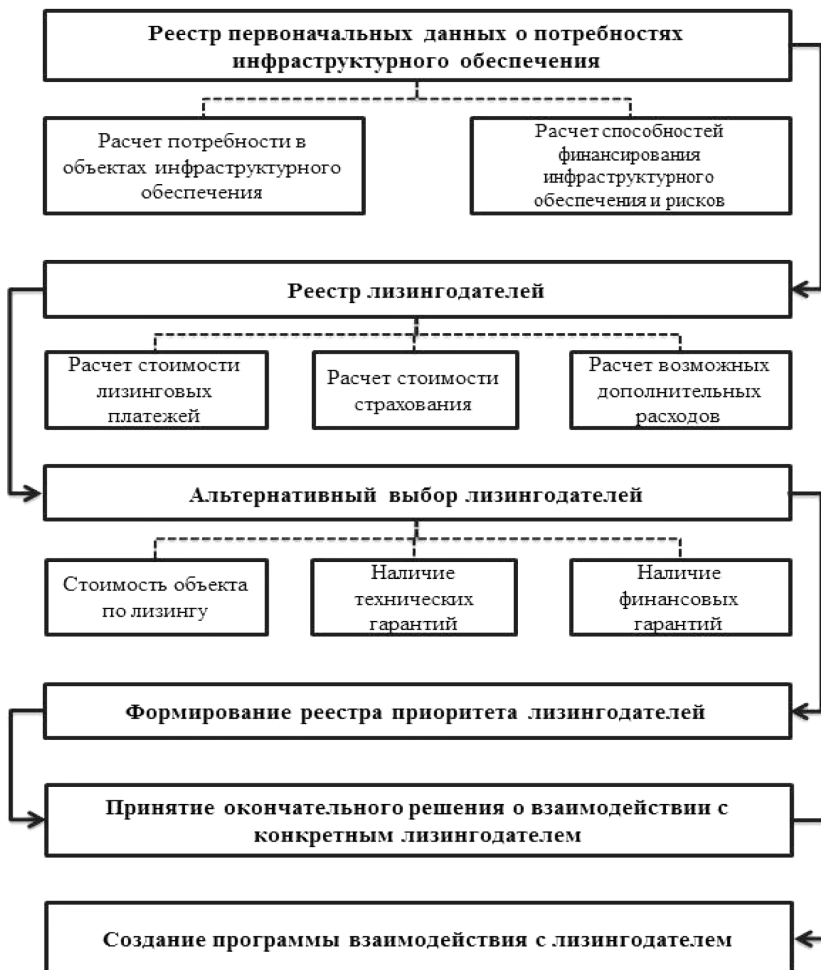 Реестр первоначальных данных о потребностях
инфраструктурного обеспечения
Расчет потребности в
объектах инфраструктурного
обеспечения
Расчет способностей
финансирования
инфраструктурного
обеспечения и рисков
Реестр лизингодателей
Расчет стоимости
лизинговых
платежей
Расчет стоимости
страхования
Расчет возможных
дополнительных
расходов
Альтернативный выбор лизингодателей
Стоимость объекта
по лизингу
Наличие
технических
гарантий
Наличие
финансовых
гарантий
Формирование реестра приоритета лизингодателей
Принятие окончательного решения о взаимодействии с
конкретным лизингодателем
Создание программы взаимодействия с лизингодателем